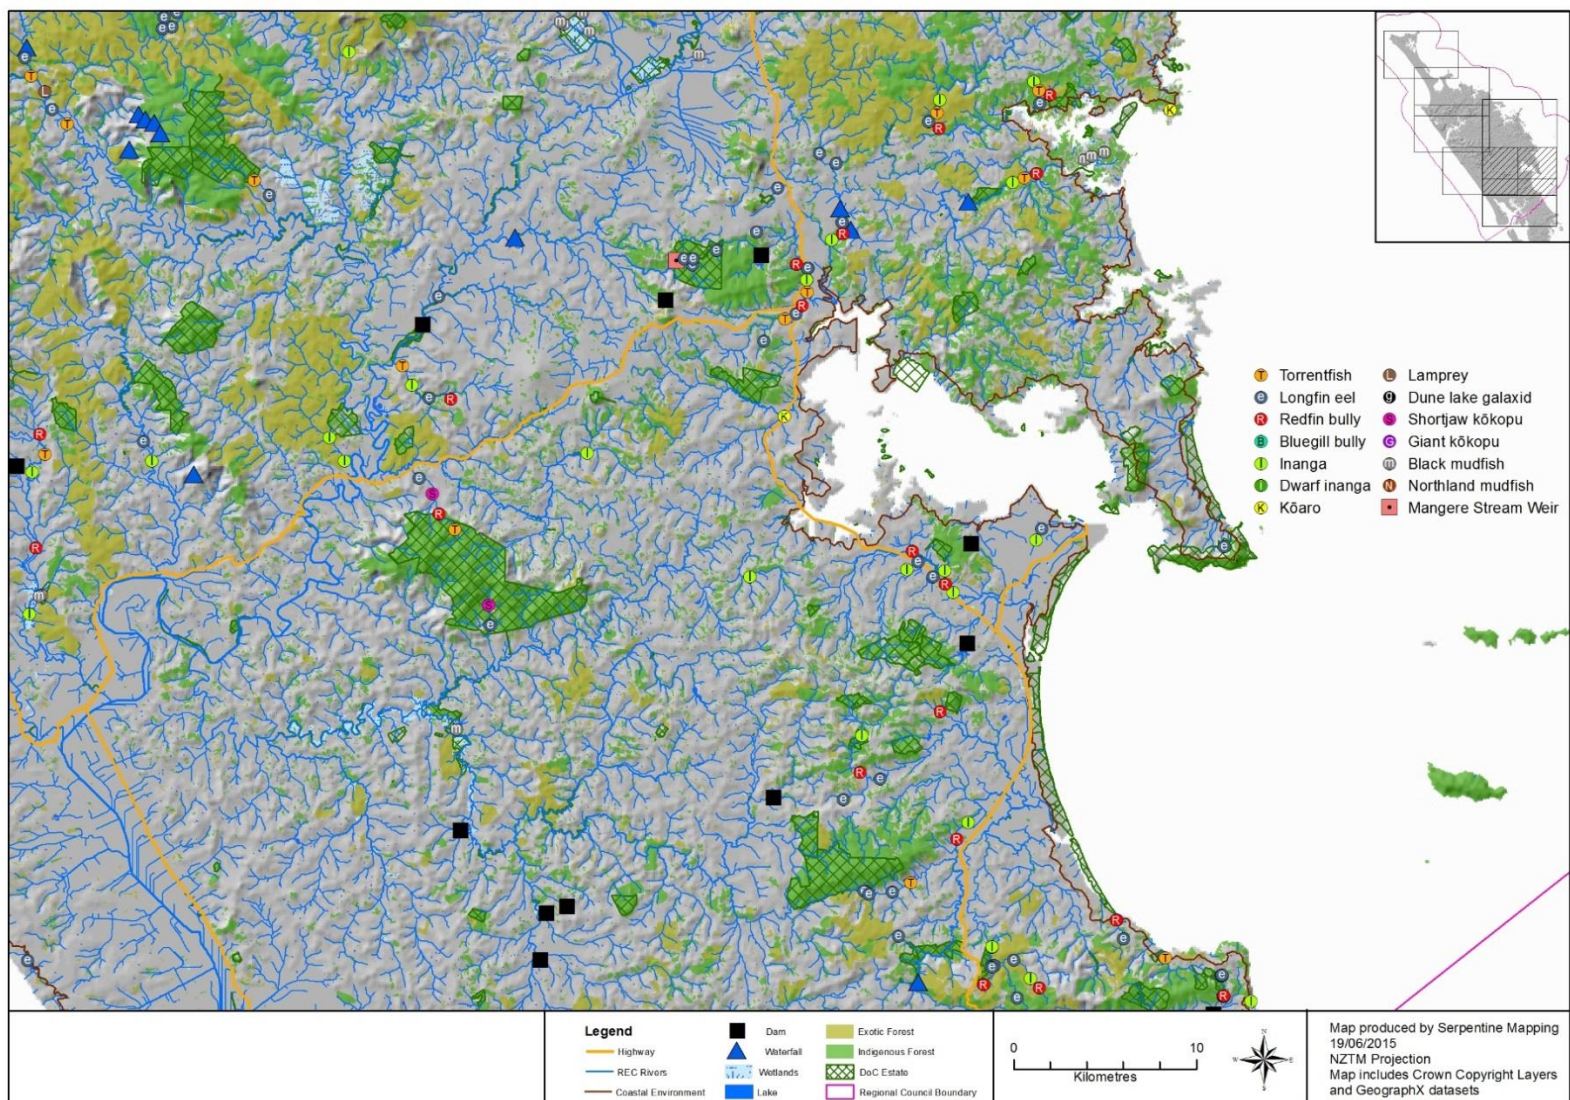 T Torrentfish
e Longfin eel
R Redfin bully
B Bluegill bully
I Inanga
I Dwarf inanga
K Kōaro
L Lamprey
g Dune lake galaxid
S Shortjaw kōkopu
G Giant kōkopu
m Black mudfish
N Northland mudfish
Mangere Stream Weir
Legend
Highway
REC Rivers
Coastal Environment
Dam
Waterfall
Wetlands
Lake
Exotic Forest
Indigenous Forest
DoC Estate
Regional Council Boundary
0 10
Kilometres
N
W E
S
Map produced by Serpentine Mapping
19/06/2015
NZTM Projection
Map includes Crown Copyright Layers
and GeographX datasets